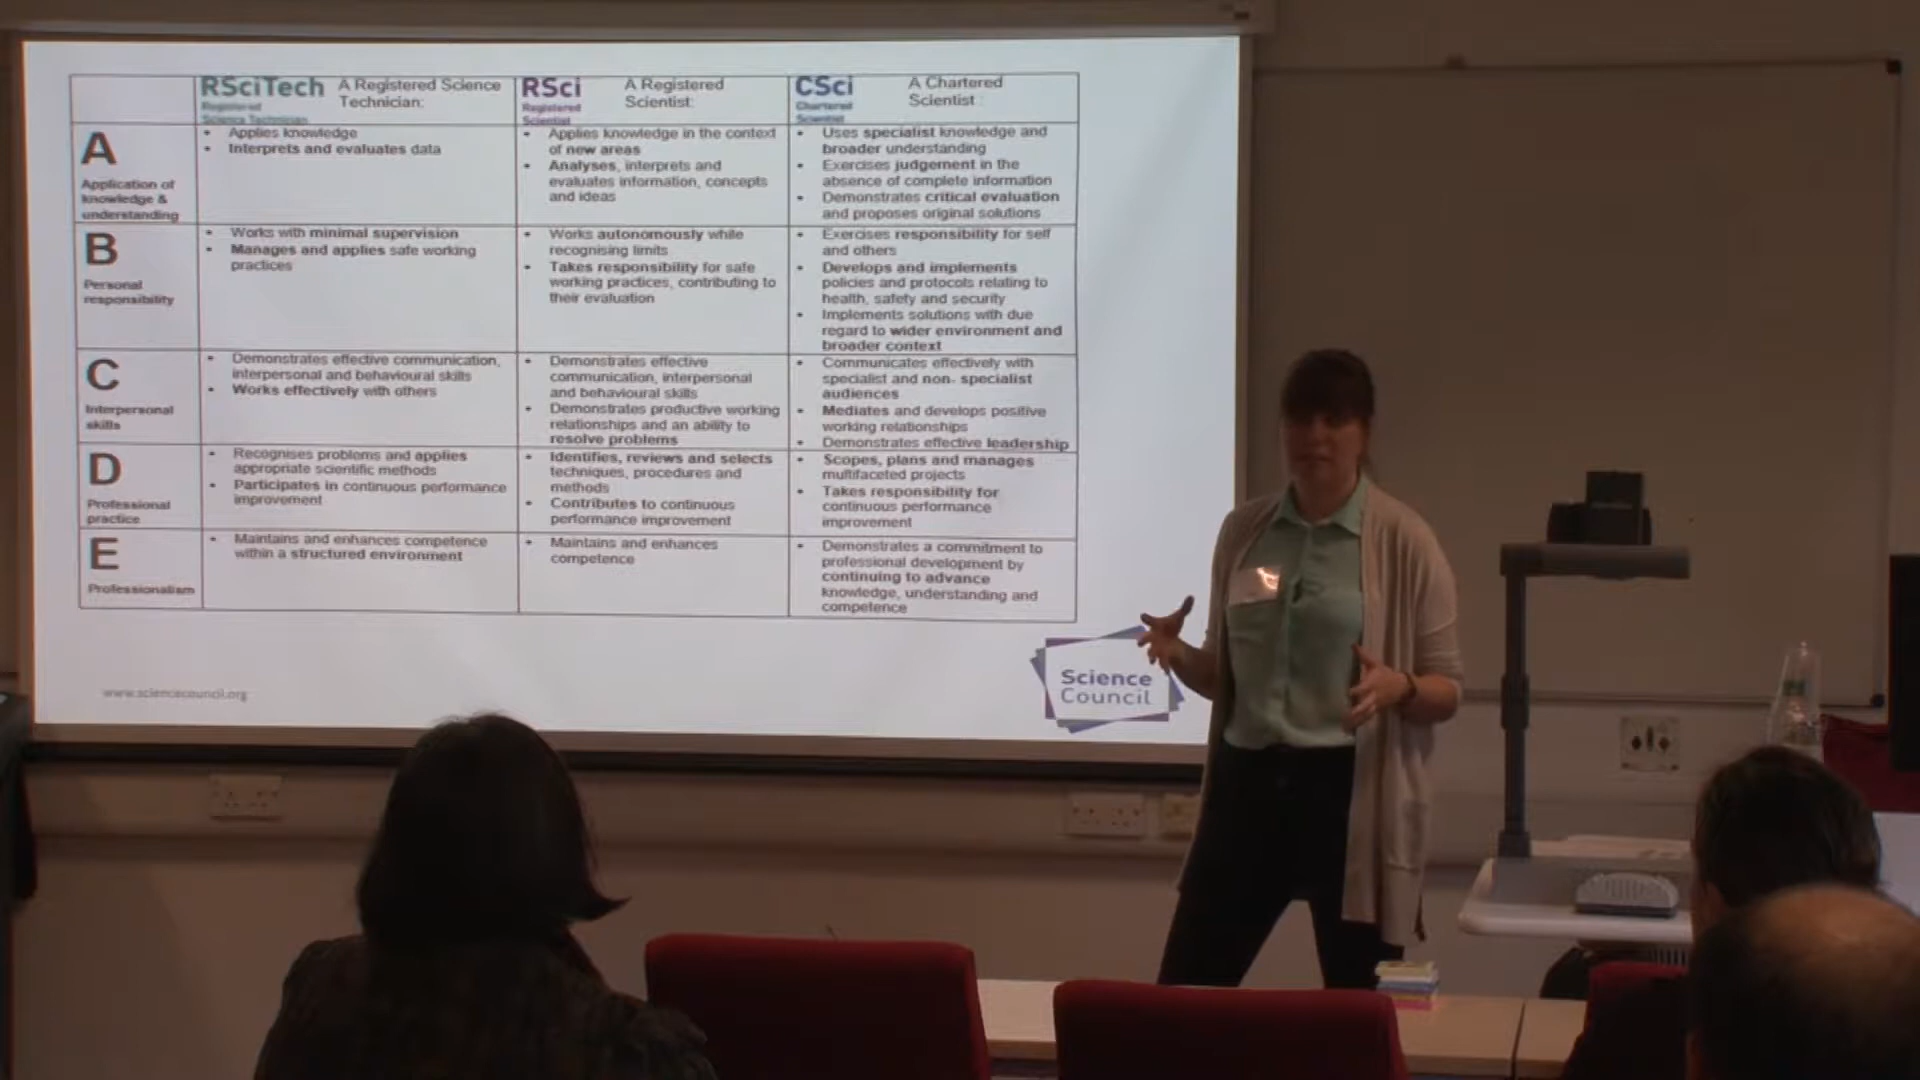 RSciTech
Registered
Science Technician
A Registered Science
Technician:
RSci
Registered
Scientist
A Registered
Scientist:
CSci
Chartered
Scientist
A Chartered
Scientist:
A
Application of
knowledge &
understanding
• Applies knowledge
• Interprets and evaluates data
• Applies knowledge in the context
of new areas
• Analyses, interprets and
evaluates information, concepts
and ideas
• Uses specialist knowledge and
broader understanding
• Exercises judgement in the
absence of complete information
• Demonstrates critical evaluation
and proposes original solutions
B
Personal
responsibility
• Works with minimal supervision
• Manages and applies safe working
practices
• Works autonomously while
recognising limits
• Takes responsibility for safe
working practices, contributing to
their evaluation
• Exercises responsibility for self
and others
• Develops and implements
policies and protocols relating to
health, safety and security
• Implements solutions with due
regard to wider environment and
broader context
C
Interpersonal
skills
• Demonstrates effective communication,
interpersonal and behavioural skills
• Works effectively with others
• Demonstrates effective
communication, interpersonal
and behavioural skills
• Demonstrates productive working
relationships and an ability to
resolve problems
• Communicates effectively with
specialist and non- specialist
audiences
• Mediates and develops positive
working relationships
• Demonstrates effective leadership
D
Professional
practice
• Recognises problems and applies
appropriate scientific methods
• Participates in continuous performance
improvement
• Identifies, reviews and selects
techniques, procedures and
methods
• Contributes to continuous
performance improvement
• Scopes, plans and manages
multifaceted projects
• Takes responsibility for
continuous performance
improvement
E
Professionalism
• Maintains and enhances competence
within a structured environment
• Maintains and enhances
competence
• Demonstrates a commitment to
professional development by
continuing to advance
knowledge, understanding and
competence
www.sciencecouncil.org
Science
Council